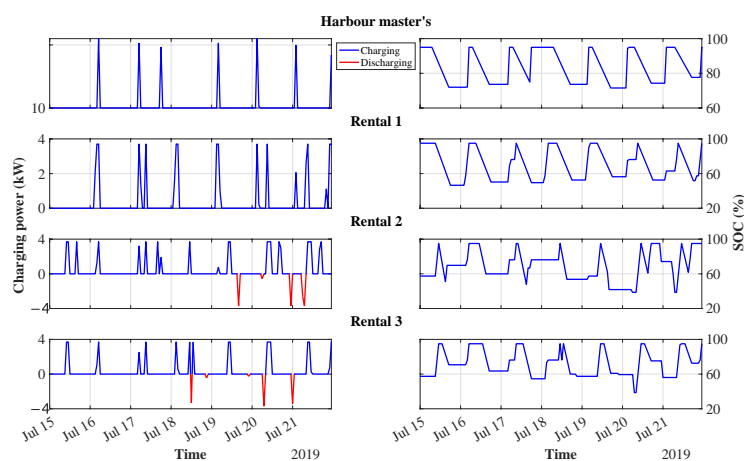 Harbour master's
Charging
Discharging
10
100
80
60
Rental 1
4
2
0
100
60
20
Rental 2
4
0
−4
100
60
20
Rental 3
4
0
−4
100
60
20
Charging power (kW)
SOC (%)
Jul 15
Jul 16
Jul 17
Jul 18
Jul 19
Jul 20
Jul 21
Jul 15
Jul 16
Jul 17
Jul 18
Jul 19
Jul 20
Jul 21
Time
2019
Time
2019